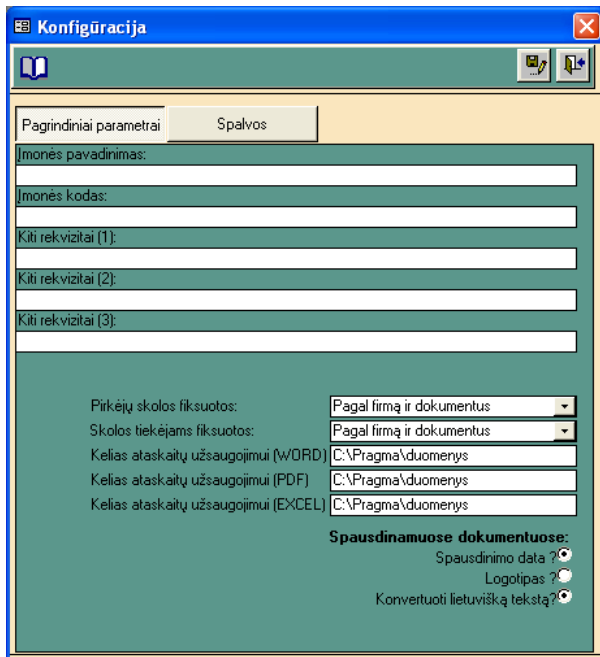 Konfigūracija
Pagrindiniai parametrai
Spalvos
Įmonės pavadinimas:
Įmonės kodas:
Kiti rekvizitai (1):
Kiti rekvizitai (2):
Kiti rekvizitai (3):
Pirkėjų skolos fiksuotos: Pagal firmą ir dokumentus
Skolos tiekėjams fiksuotos: Pagal firmą ir dokumentus
Kelias ataskaitų užsaugojimui (WORD) C:\Pragma\duomenys
Kelias ataskaitų užsaugojimui (PDF) C:\Pragma\duomenys
Kelias ataskaitų užsaugojimui (EXCEL) C:\Pragma\duomenys
Spausdinamuose dokumentuose:
Spausdinimo data ?
Logotipas ?
Konvertuoti lietuvišką tekstą?